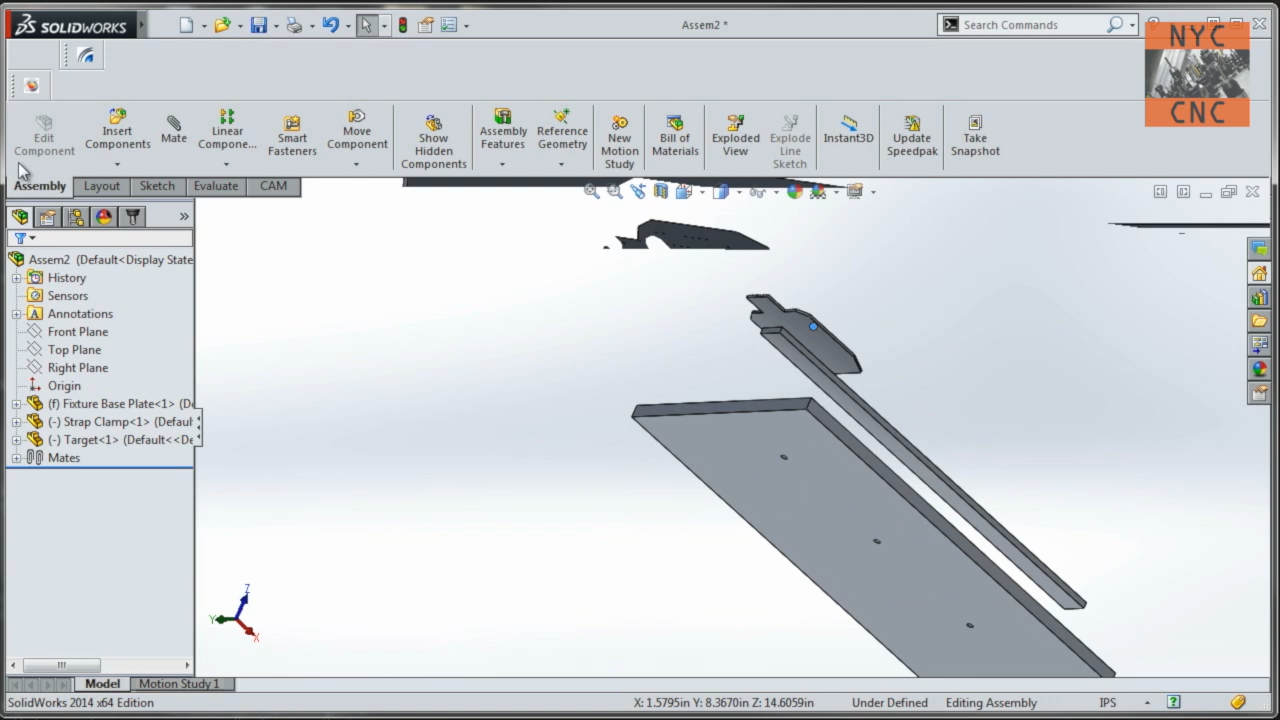 SOLIDWORKS
Assem2 *
Search Commands
NYC
CNC
Edit
Component
Insert
Components
Mate
Linear
Compone...
Smart
Fasteners
Move
Component
Show
Hidden
Components
Assembly
Features
Reference
Geometry
New
Motion
Study
Bill of
Materials
Exploded
View
Explode
Line
Sketch
Instant3D
Update
Speedpak
Take
Snapshot
Assembly
Layout
Sketch
Evaluate
CAM
Assem2 (Default<Display State
History
Sensors
Annotations
Front Plane
Top Plane
Right Plane
Origin
(f) Fixture Base Plate<1> (D
(-) Strap Clamp<1> (Defaul
(-) Target<1> (Default<<De
Mates
Z
Y
X
Model
Motion Study 1
SolidWorks 2014 x64 Edition
X: 1.5795in Y: 8.3670in Z: 14.6059in
Under Defined
Editing Assembly
IPS